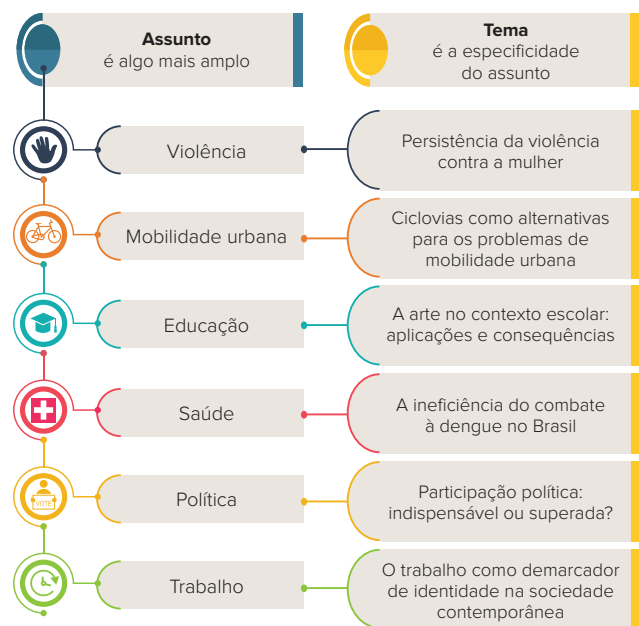 Assunto
é algo mais amplo
Tema
é a especificidade
do assunto
Violência
Persistência da violência
contra a mulher
Mobilidade urbana
Ciclovias como alternativas
para os problemas de
mobilidade urbana
Educação
A arte no contexto escolar:
aplicações e consequências
Saúde
A ineficiência do combate
à dengue no Brasil
VOTE
Política
Participação política:
indispensável ou superada?
Trabalho
O trabalho como demarcador
de identidade na sociedade
contemporânea